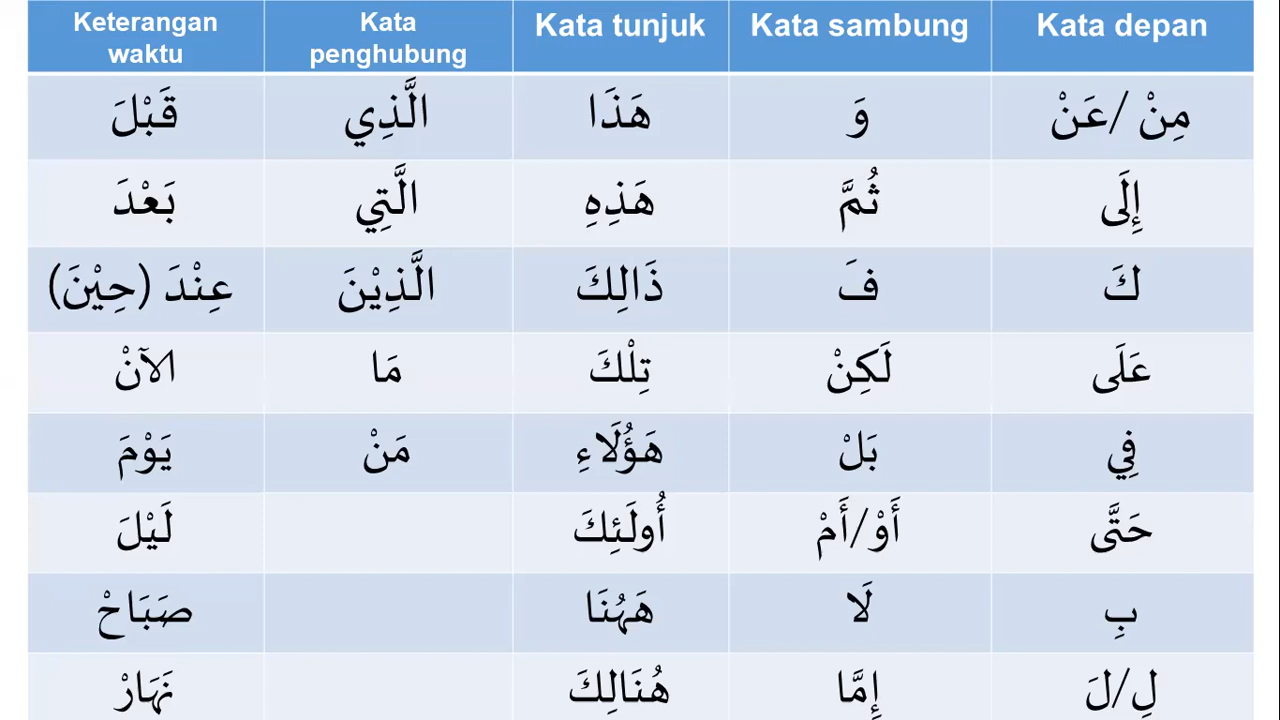 Keterangan waktu | Kata penghubung | Kata tunjuk | Kata sambung | Kata depan
قَبْلَ | الَّذِي | هَذَا | وَ | مِنْ /عَنْ
بَعْدَ | الَّتِي | هَذِهِ | ثُمَّ | إِلَى
عِنْدَ (حِيْنَ) | الَّذِيْنَ | ذَالِكَ | فَ | كَ
الآنْ | مَا | تِلْكَ | لَكِنْ | عَلَى
يَوْمَ | مَنْ | هَؤُلَاءِ | بَلْ | فِي
لَيْلَ | أُولَئِكَ | أَوْ/أَمْ | حَتَّى
صَبَاحْ | هَهُنَا | لَا | بِ
نَهَارْ | هُنَالِكَ | إِمَّا | لِ/لَ